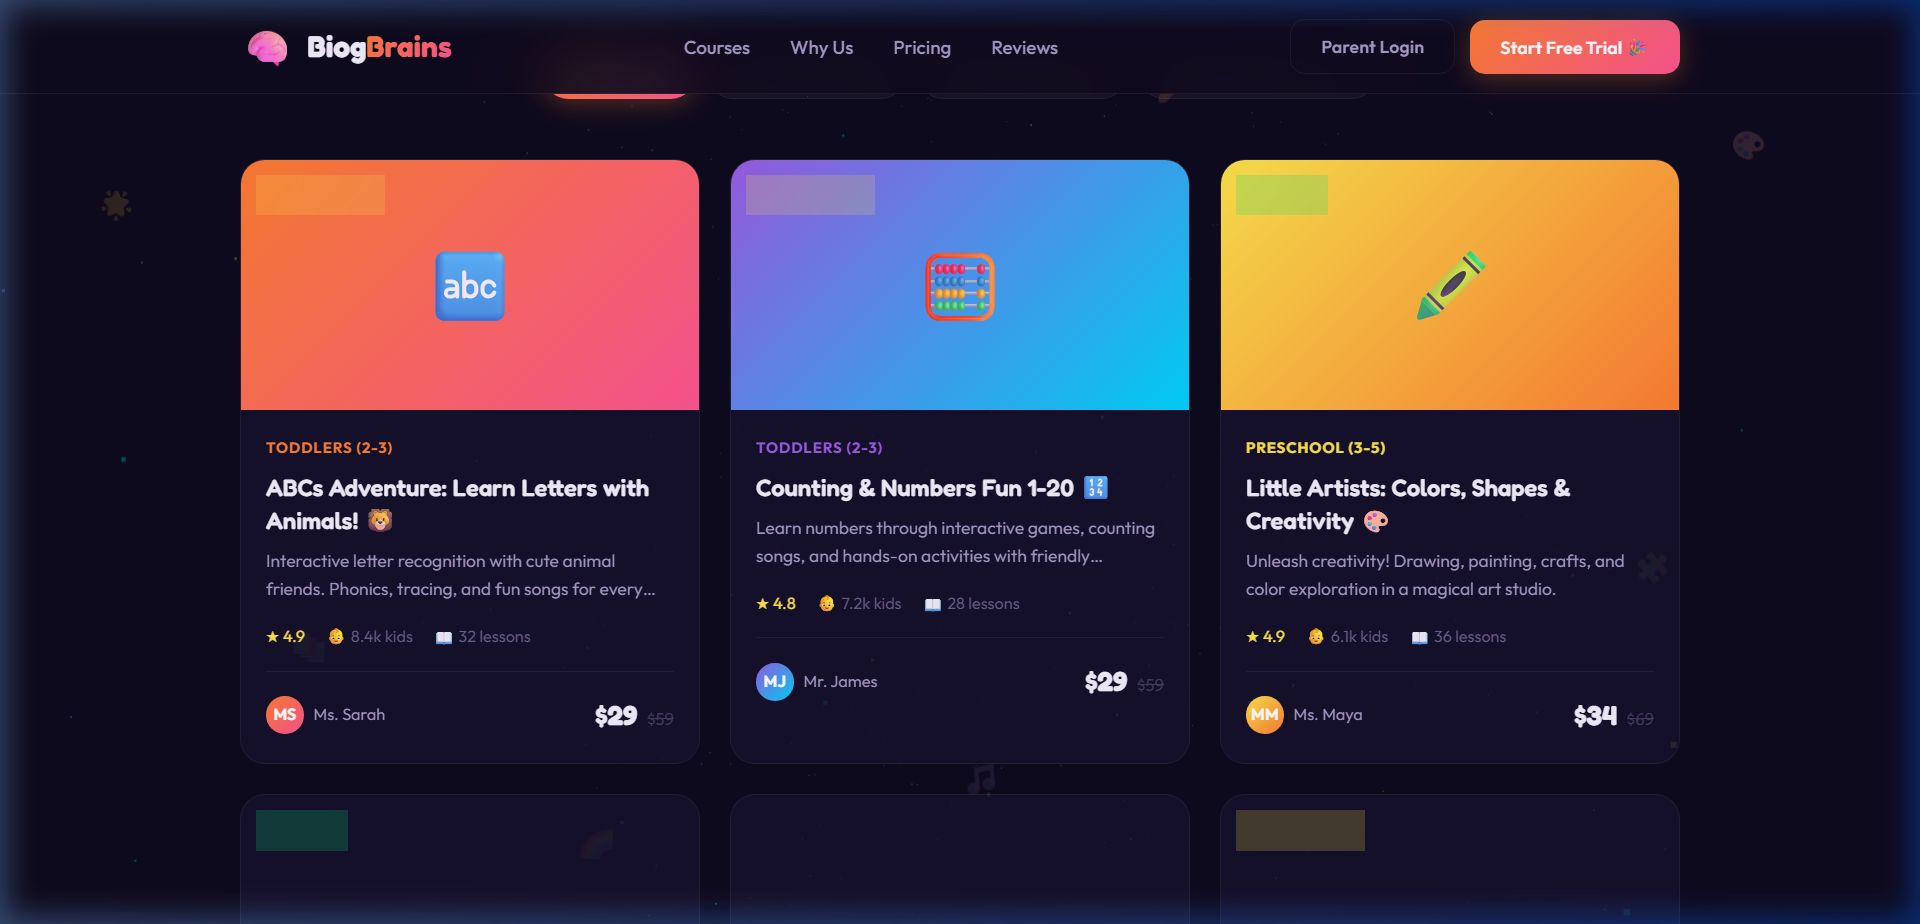 BiogBrains
Courses
Why Us
Pricing
Reviews
Parent Login
Start Free Trial
abc
TODDLERS (2-3)
ABCs Adventure: Learn Letters with
Animals!
Interactive letter recognition with cute animal
friends. Phonics, tracing, and fun songs for every...
★ 4.9
8.4k kids
32 lessons
MS
Ms. Sarah
$29
$59
TODDLERS (2-3)
Counting & Numbers Fun 1-20
Learn numbers through interactive games, counting
songs, and hands-on activities with friendly...
★ 4.8
7.2k kids
28 lessons
MJ
Mr. James
$29
$59
PRESCHOOL (3-5)
Little Artists: Colors, Shapes &
Creativity
Unleash creativity! Drawing, painting, crafts, and
color exploration in a magical art studio.
★ 4.9
6.1k kids
36 lessons
MM
Ms. Maya
$34
$69